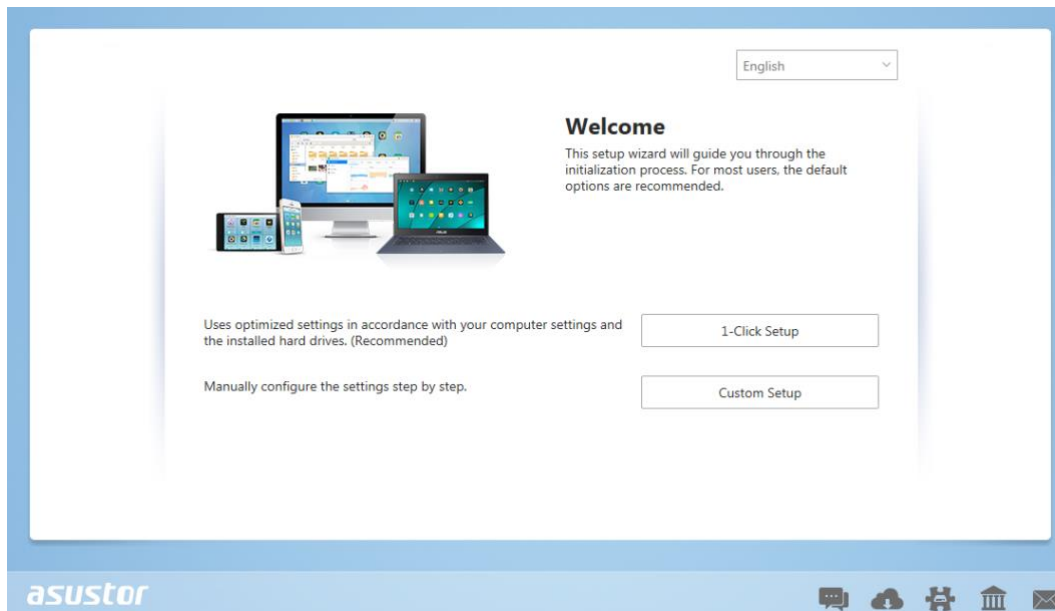 English
Welcome
This setup wizard will guide you through the
initialization process. For most users, the default
options are recommended.
Uses optimized settings in accordance with your computer settings and
the installed hard drives. (Recommended)
1-Click Setup
Manually configure the settings step by step.
Custom Setup
asustor